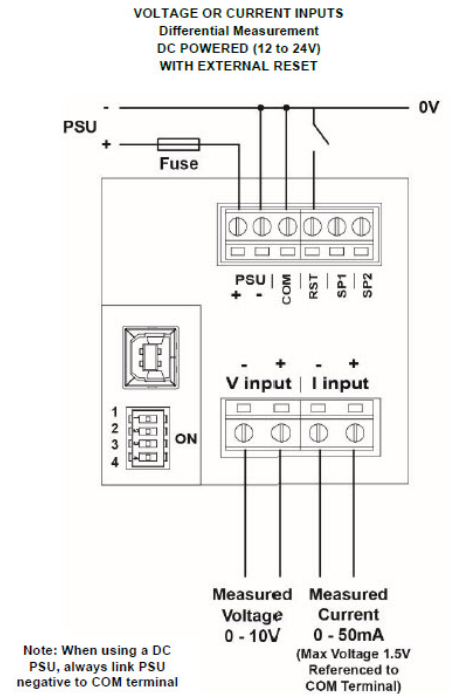 VOLTAGE OR CURRENT INPUTS
Differential Measurement
DC POWERED (12 to 24V)
WITH EXTERNAL RESET
- 0V
PSU
+
Fuse
PSU COM RST SP1 SP2
+ -
- + - +
V input I input
1
2
3
4
ON
Measured Measured
Voltage Current
0 - 10V 0 - 50mA
(Max Voltage 1.5V
Referenced to
COM Terminal)
Note: When using a DC
PSU, always link PSU
negative to COM terminal